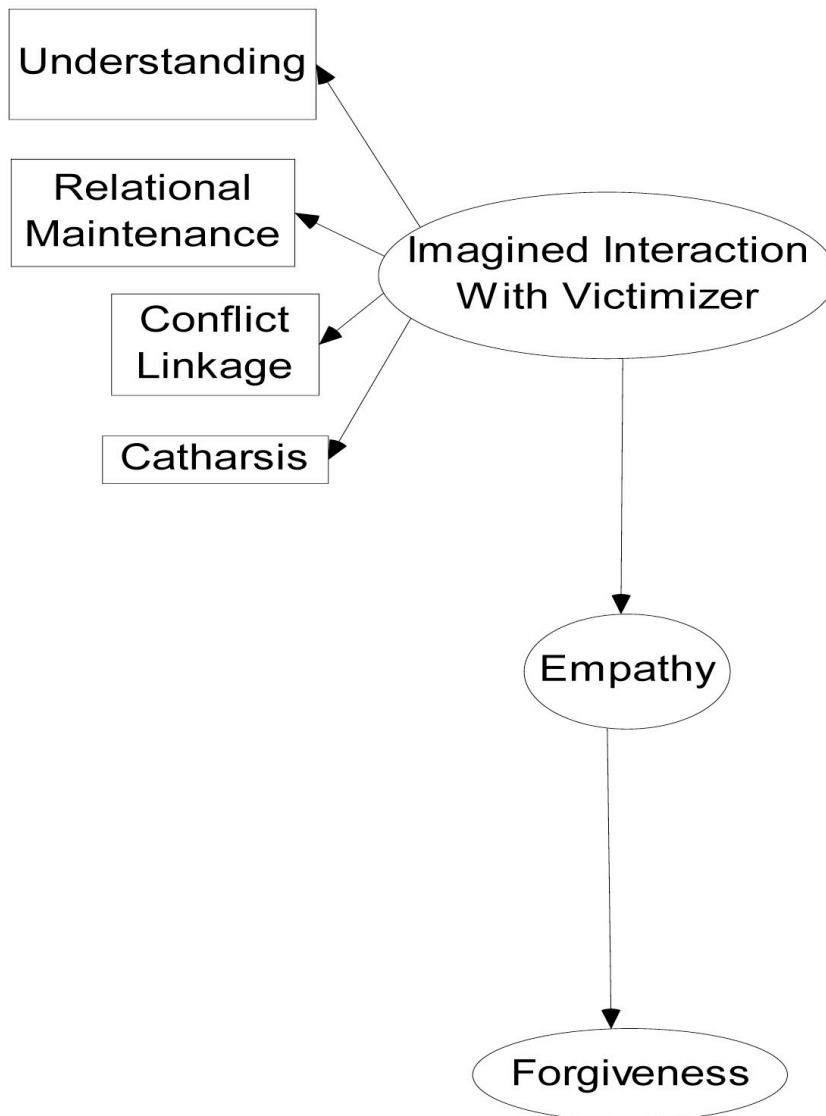 Understanding
Relational
Maintenance
Conflict
Linkage
Catharsis
Imagined Interaction
With Victimizer
Empathy
Forgiveness